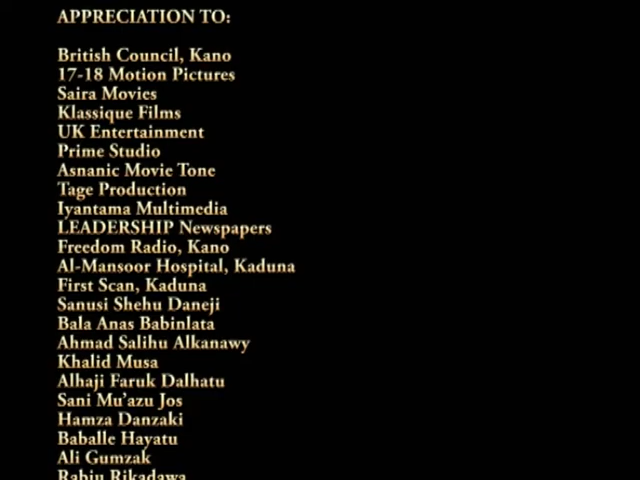 APPRECIATION TO:
British Council, Kano
17-18 Motion Pictures
Saira Movies
Klassique Films
UK Entertainment
Prime Studio
Asnanic Movie Tone
Tage Production
Iyantama Multimedia
LEADERSHIP Newspapers
Freedom Radio, Kano
Al-Mansoor Hospital, Kaduna
First Scan, Kaduna
Sanusi Shehu Daneji
Bala Anas Babinlata
Ahmad Salihu Alkanawy
Khalid Musa
Alhaji Faruk Dalhatu
Sani Mu'azu Jos
Hamza Danzaki
Baballe Hayatu
Ali Gumzak
Rabiu Rikadawa